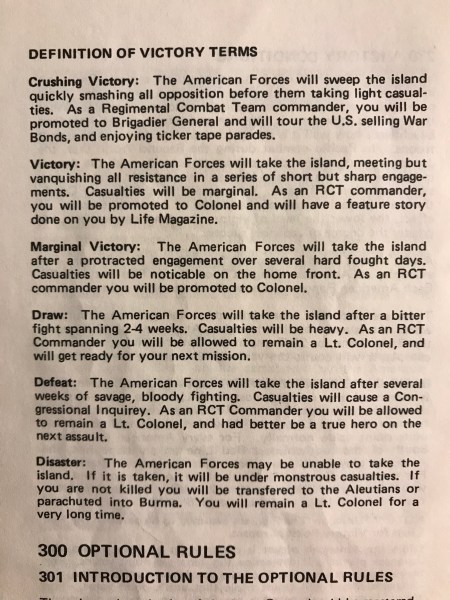 DEFINITION OF VICTORY TERMS
Crushing Victory: The American Forces will sweep the island
quickly smashing all opposition before them taking light casual-
ties. As a Regimental Combat Team commander, you will be
promoted to Brigadier General and will tour the U.S. selling War
Bonds, and enjoying ticker tape parades.
Victory: The American Forces will take the island, meeting but
vanquishing all resistance in a series of short but sharp engage-
ments. Casualties will be marginal. As an RCT commander,
you will be promoted to Colonel and will have a feature story
done on you by Life Magazine.
Marginal Victory: The American Forces will take the island
after a protracted engagement over several hard fought days.
Casualties will be noticable on the home front. As an RCT
commander you will be promoted to Colonel.
Draw: The American Forces will take the island after a bitter
fight spanning 2-4 weeks. Casualties will be heavy. As an RCT
Commander you will be allowed to remain a Lt. Colonel, and
will get ready for your next mission.
Defeat: The American Forces will take the island after several
weeks of savage, bloody fighting. Casualties will cause a Con-
gressional Inquirey. As an RCT Commander you will be allowed
to remain a Lt. Colonel, and had better be a true hero on the
next assault.
Disaster: The American Forces may be unable to take the
island. If it is taken, it will be under monstrous casualties. If
you are not killed you will be transfered to the Aleutians or
parachuted into Burma. You will remain a Lt. Colonel for a
very long time.
300 OPTIONAL RULES
301 INTRODUCTION TO THE OPTIONAL RULES